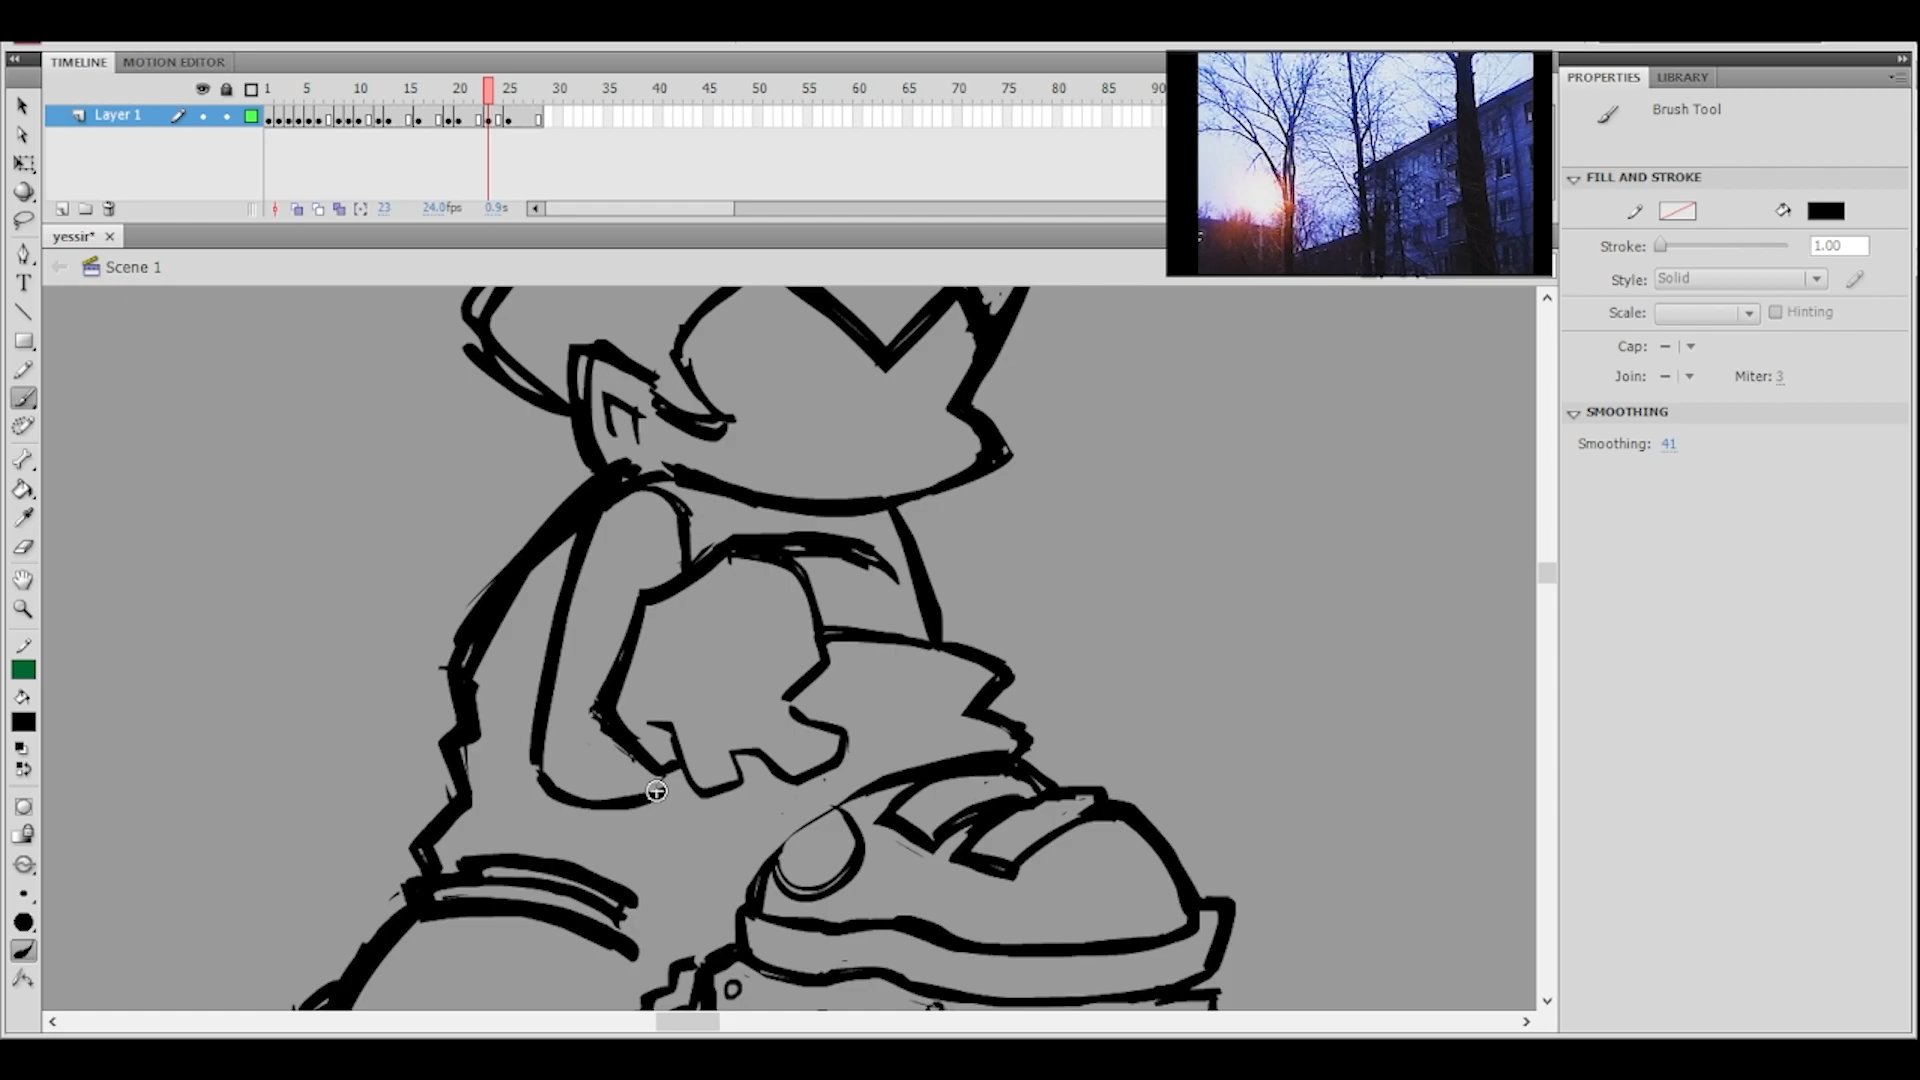 TIMELINE MOTION EDITOR
PROPERTIES LIBRARY
1 5 10 15 20 25 30 35 40 45 50 55 60 65 70 75 80 85 90
Brush Tool
Layer 1
FILL AND STROKE
23 24.0fps 0.9s
yessir* ×
Stroke: 1.00
Scene 1
Style: Solid
T
Scale: Hinting
Cap:
Join: Miter: 3
SMOOTHING
Smoothing: 41